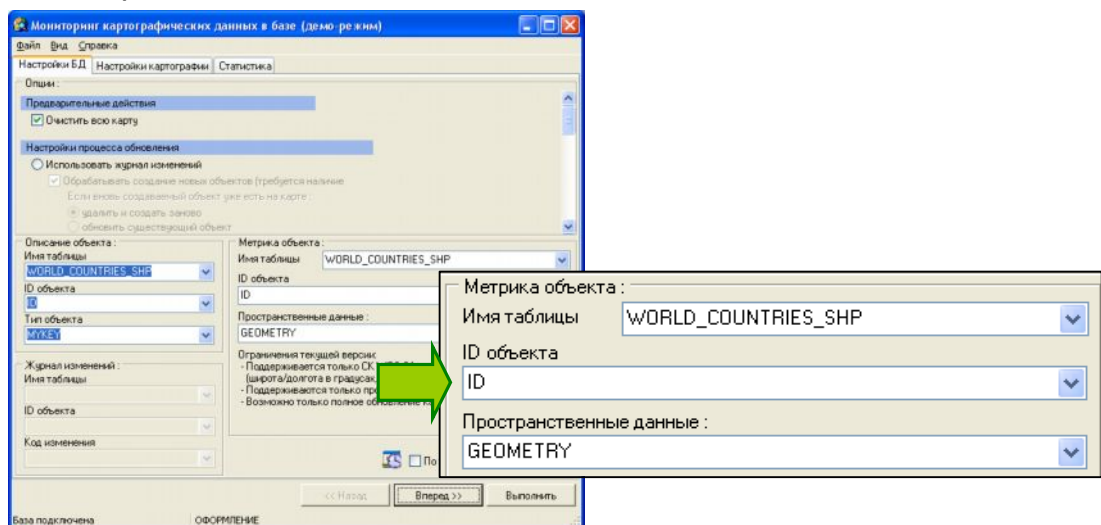 Мониторинг картографических данных в базе (демо-режим)
Файл Вид Справка
Настройки БД Настройки картографии Статистика
Опции :
Предварительные действия
Очистить всю карту
Настройки процесса обновления
Использовать журнал изменений
Обрабатывать создание новых объектов (требуется наличие
Если вновь создаваемый объект уже есть на карте :
удалить и создать заново
обновить существующий объект
Описание объекта :
Имя таблицы
WORLD_COUNTRIES_SHP
ID объекта
ID
Тип объекта
MYKEY
Журнал изменений :
Имя таблицы
ID объекта
Код изменения
Метрика объекта :
Имя таблицы WORLD_COUNTRIES_SHP
ID объекта
ID
Пространственные данные :
GEOMETRY
Ограничения текущей версии:
- Поддерживается только СК
(широта/долгота в градусах,
- Поддерживаются только
- Возможно только полное обновление
По
<< Назад Вперед >> Выполнить
База подключена ОФОРМЛЕНИЕ
Метрика объекта :
Имя таблицы WORLD_COUNTRIES_SHP
ID объекта
ID
Пространственные данные :
GEOMETRY